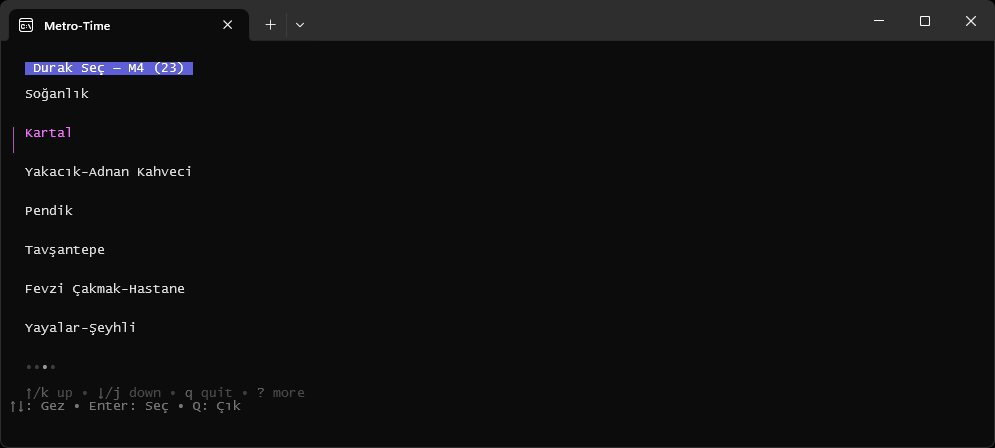 Metro-Time
Durak Seç — M4 (23)
Soğanlık
Kartal
Yakacık-Adnan Kahveci
Pendik
Tavşantepe
Fevzi Çakmak-Hastane
Yayalar-Şeyhli
••••
↑/k up • ↓/j down • q quit • ? more
↑↓: Gez • Enter: Seç • Q: Çık